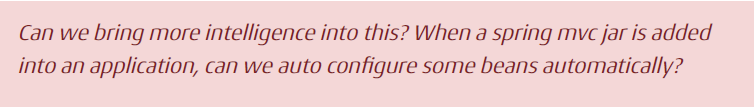 Can we bring more intelligence into this? When a spring mvc jar is added
into an application, can we auto configure some beans automatically?